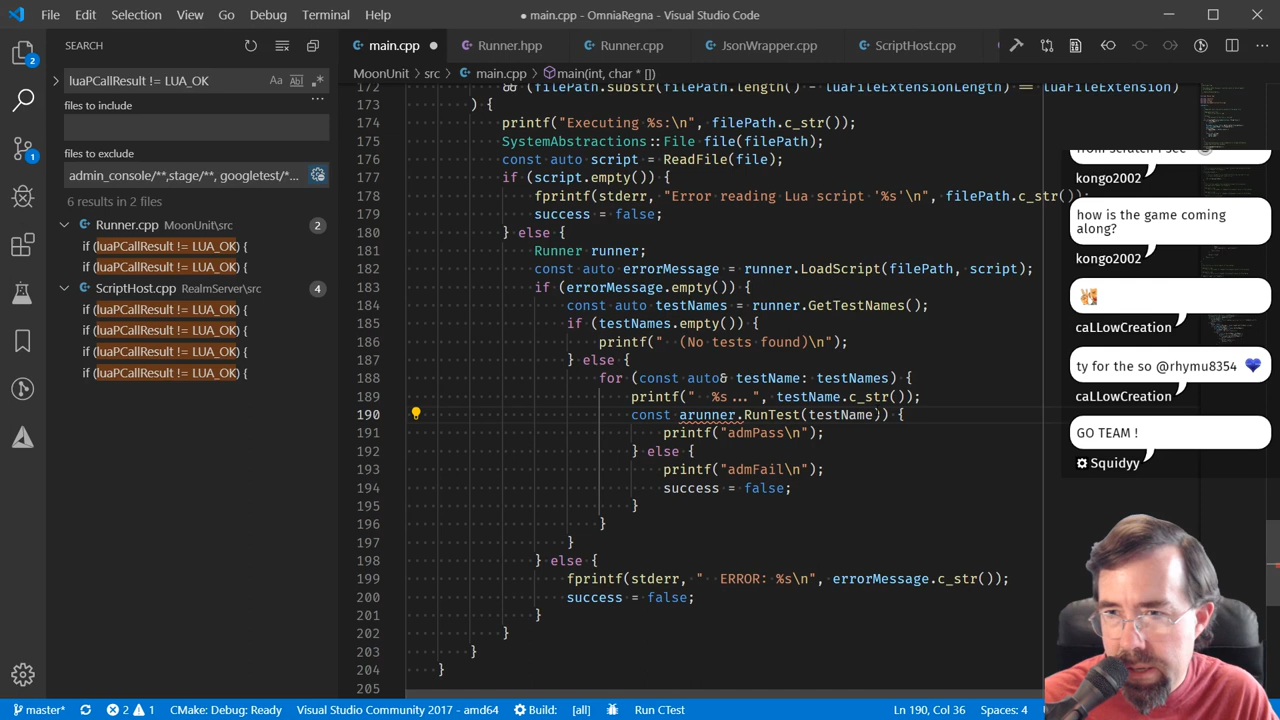 File Edit Selection View Go Debug Terminal Help
● main.cpp - OmniaRegna - Visual Studio Code
SEARCH
luaPCallResult != LUA_OK
Aa
files to include
files to exclude
admin_console/**,stage/**, googletest/*...
6 results in 2 files
Runner.cpp MoonUnit\src 2
if (luaPCallResult != LUA_OK) {
if (luaPCallResult != LUA_OK) {
ScriptHost.cpp RealmServer\src 4
if (luaPCallResult != LUA_OK) {
if (luaPCallResult != LUA_OK) {
if (luaPCallResult != LUA_OK) {
if (luaPCallResult != LUA_OK) {
2
1
main.cpp ● Runner.hpp Runner.cpp JsonWrapper.cpp ScriptHost.cpp
MoonUnit > src > main.cpp > main(int, char * [])
172 && (filePath.substr(filePath.length() - luaFileExtensionLength) == luaFileExtension)
173 ) {
174 printf("Executing %s:\n", filePath.c_str());
175 SystemAbstractions::File file(filePath);
176 const auto script = ReadFile(file);
177 if (script.empty()) {
178 fprintf(stderr, "Error reading Lua script '%s'\n", filePath.c_str());
179 success = false;
180 } else {
181 Runner runner;
182 const auto errorMessage = runner.LoadScript(filePath, script);
183 if (errorMessage.empty()) {
184 const auto testNames = runner.GetTestNames();
185 if (testNames.empty()) {
186 printf("  (No tests found)\n");
187 } else {
188 for (const auto& testName: testNames) {
189 printf("  %s...", testName.c_str());
190 const arunner.RunTest(testName)) {
191 printf("admPass\n");
192 } else {
193 printf("admFail\n");
194 success = false;
195 }
196 }
197 }
198 } else {
199 fprintf(stderr, "  ERROR: %s\n", errorMessage.c_str());
200 success = false;
201 }
202 }
203 }
204 }
205
kongo2002
how is the game coming
along?
kongo2002
caLLowCreation
ty for the so @rhymu8354 💙
caLLowCreation
GO TEAM !
Squidyy
master* 2 1 CMake: Debug: Ready Visual Studio Community 2017 - amd64 Build: [all] Run CTest Ln 190, Col 36 Spaces: 4